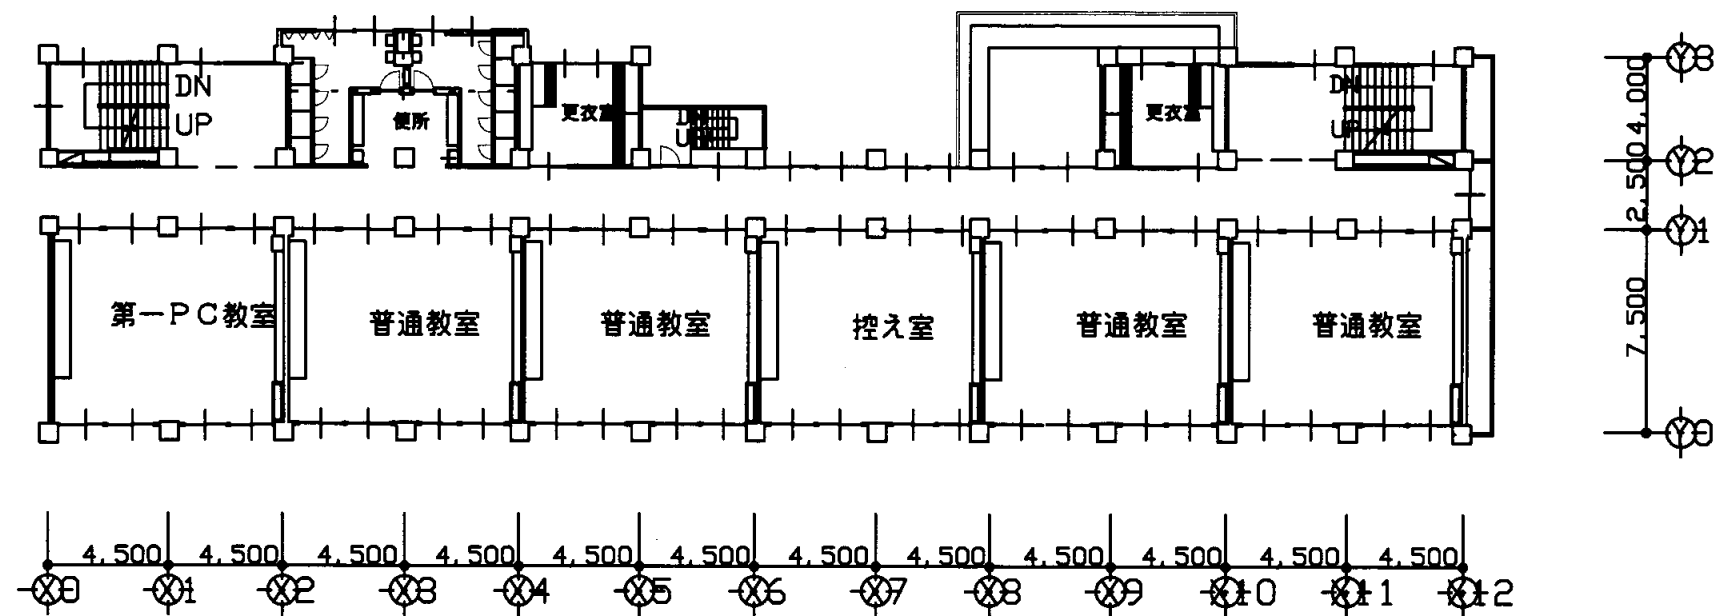 DN
UP
便所
更衣室
DN
UP
更衣室
DN
UP
第一PC教室
普通教室
普通教室
控え室
普通教室
普通教室
Y3
4,000
Y2
2,500
Y1
7,500
Y0
4,500 4,500 4,500 4,500 4,500 4,500 4,500 4,500 4,500 4,500 4,500 4,500
X0 X1 X2 X3 X4 X5 X6 X7 X8 X9 X10 X11 X12